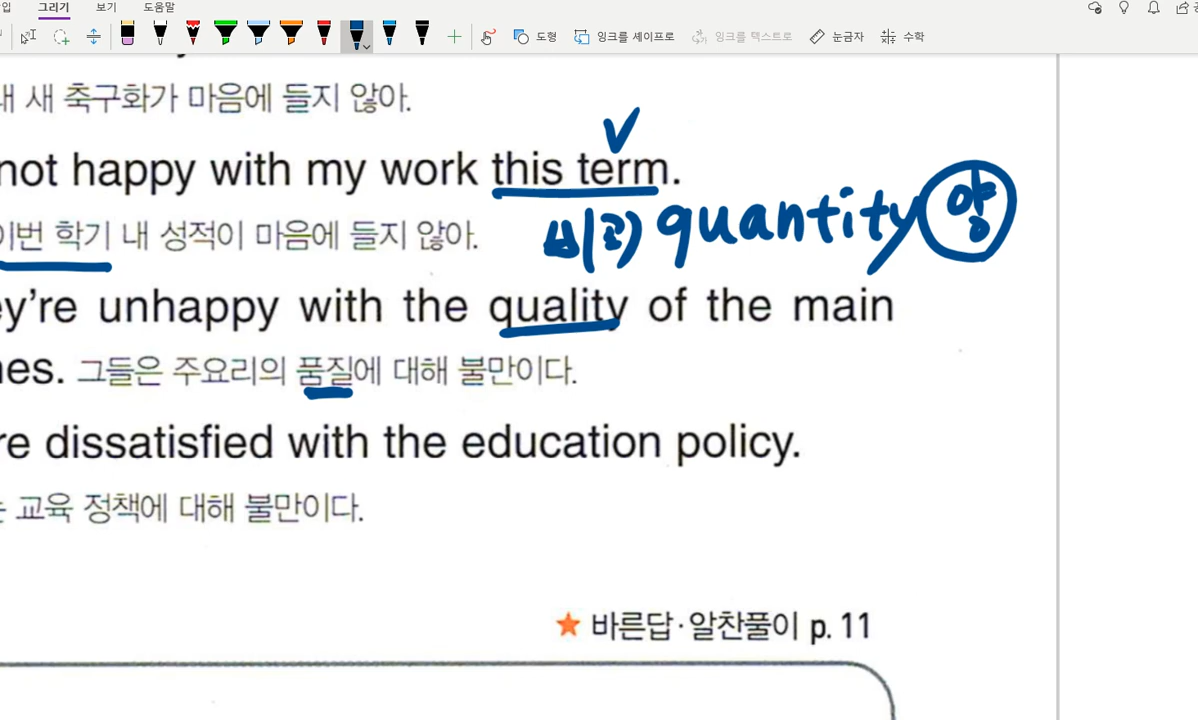 입 그리기 보기 도움말
도형 잉크를 셰이프로 잉크를 텍스트로 눈금자 수학
내 새 축구화가 마음에 들지 않아.
V
not happy with my work this term.
이번 학기 내 성적이 마음에 들지 않아.
비교) quantity 양
ey're unhappy with the quality of the main
nes. 그들은 주요리의 품질에 대해 불만이다.
re dissatisfied with the education policy.
는 교육 정책에 대해 불만이다.
★ 바른답·알찬풀이 p. 11